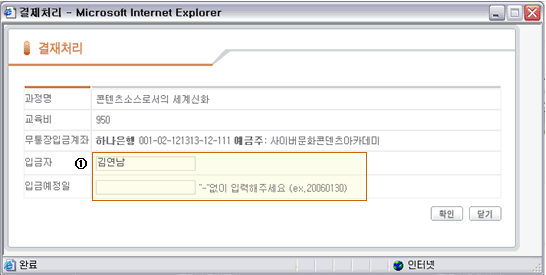 결재처리 - Microsoft Internet Explorer
결재처리
과정명 콘텐츠소스로서의 세계신화
교육비 950
무통장입금계좌 하나은행 001-02-121313-12-111 예금주: 사이버문화콘텐츠아카데미
입금자 ① 김연남
입금예정일 "-"없이 입력해주세요 (ex,20060130)
확인 닫기
완료 인터넷